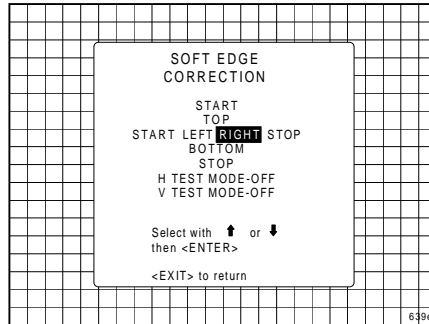 SOFT EDGE
CORRECTION
START
TOP
START LEFT RIGHT STOP
BOTTOM
STOP
H TEST MODE-OFF
V TEST MODE-OFF
Select with ⬆ or ⬇
then <ENTER>
<EXIT> to return
639e